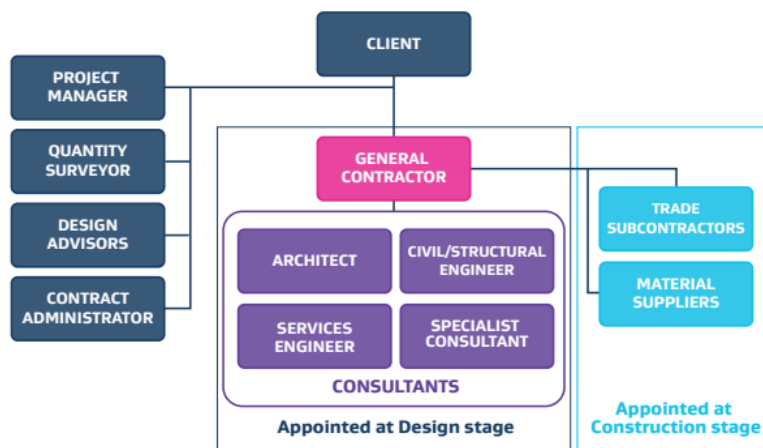 CLIENT
PROJECT
MANAGER
QUANTITY
SURVEYOR
DESIGN
ADVISORS
CONTRACT
ADMINISTRATOR
GENERAL
CONTRACTOR
ARCHITECT
CIVIL/STRUCTURAL
ENGINEER
SERVICES
ENGINEER
SPECIALIST
CONSULTANT
CONSULTANTS
Appointed at Design stage
TRADE
SUBCONTRACTORS
MATERIAL
SUPPLIERS
Appointed at
Construction stage